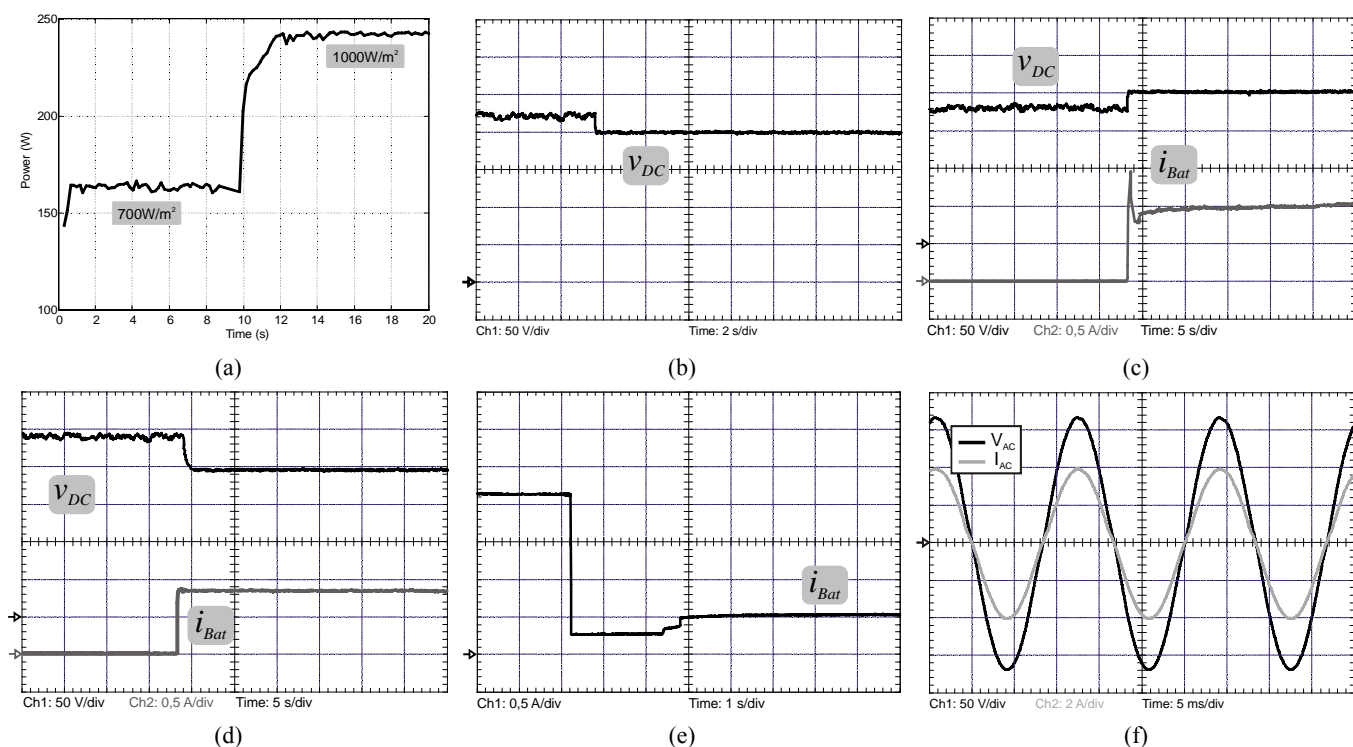 250
200
150
100
Power (W)
1000W/m²
700W/m²
0 2 4 6 8 10 12 14 16 18 20
Time (s)
(a)
v_DC
Ch1: 50 V/div Time: 2 s/div
(b)
v_DC
i_Bat
Ch1: 50 V/div Ch2: 0,5 A/div Time: 5 s/div
(c)
v_DC
i_Bat
Ch1: 50 V/div Ch2: 0,5 A/div Time: 5 s/div
(d)
i_Bat
Ch1: 0,5 A/div Time: 1 s/div
(e)
V_AC
I_AC
Ch1: 50V/div Ch2: 2 A/div Time: 5 ms/div
(f)